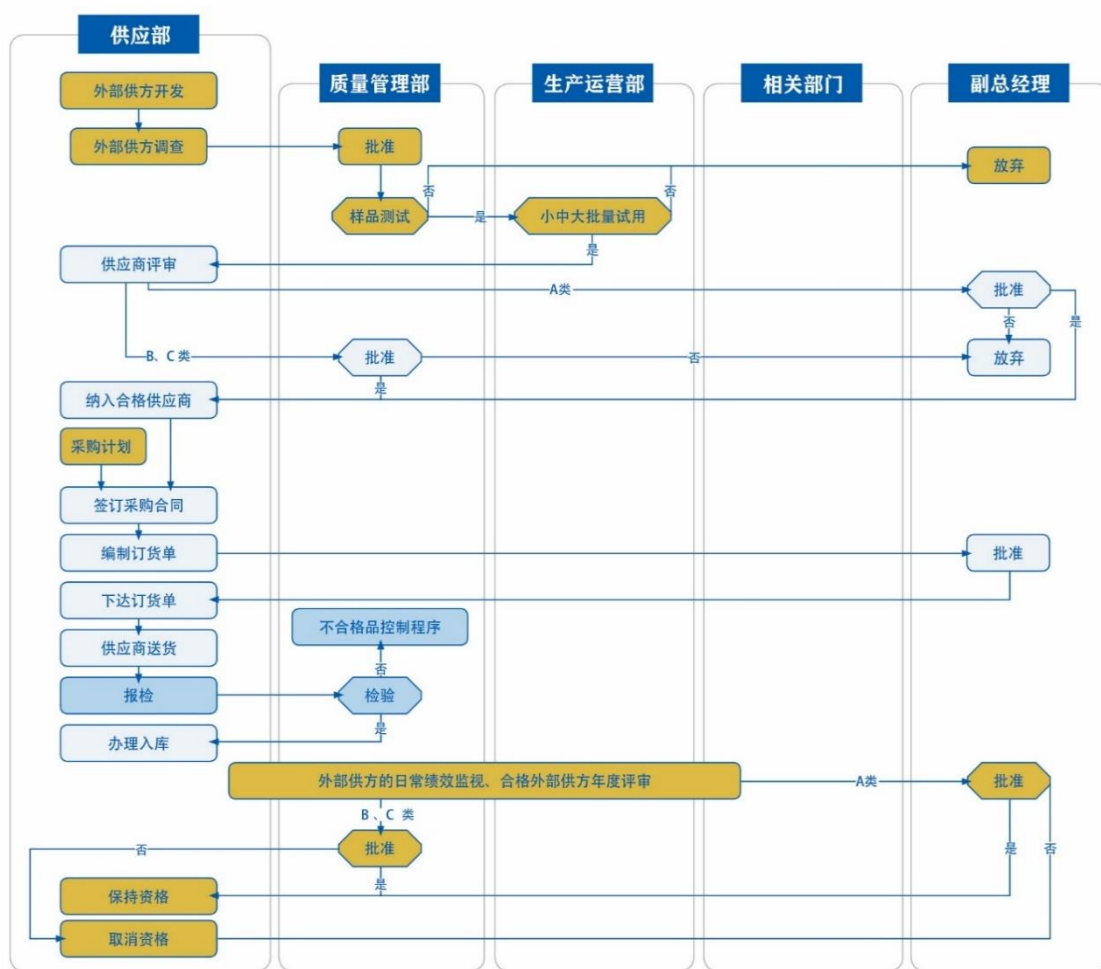 供应部
质量管理部
生产运营部
相关部门
副总经理
外部供方开发
外部供方调查
批准
放弃
否
否
样品测试
是
小中大批量试用
是
供应商评审
A类
批准
否
是
B、C 类
批准
否
放弃
是
纳入合格供应商
采购计划
签订采购合同
编制订货单
批准
下达订货单
不合格品控制程序
供应商送货
否
报检
检验
是
办理入库
外部供方的日常绩效监视、合格外部供方年度评审
A类
批准
B 、C 类
否
批准
是
否
是
保持资格
取消资格